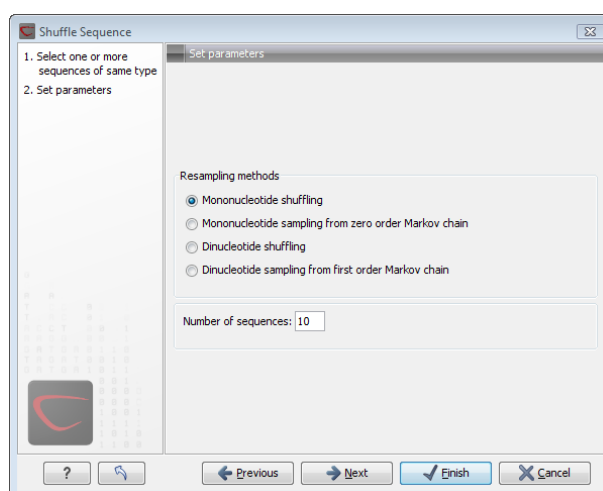 Shuffle Sequence
1. Select one or more
sequences of same type
2. Set parameters
Set parameters
Resampling methods
Mononucleotide shuffling
Mononucleotide sampling from zero order Markov chain
Dinucleotide shuffling
Dinucleotide sampling from first order Markov chain
Number of sequences: 10
? Previous Next Finish Cancel